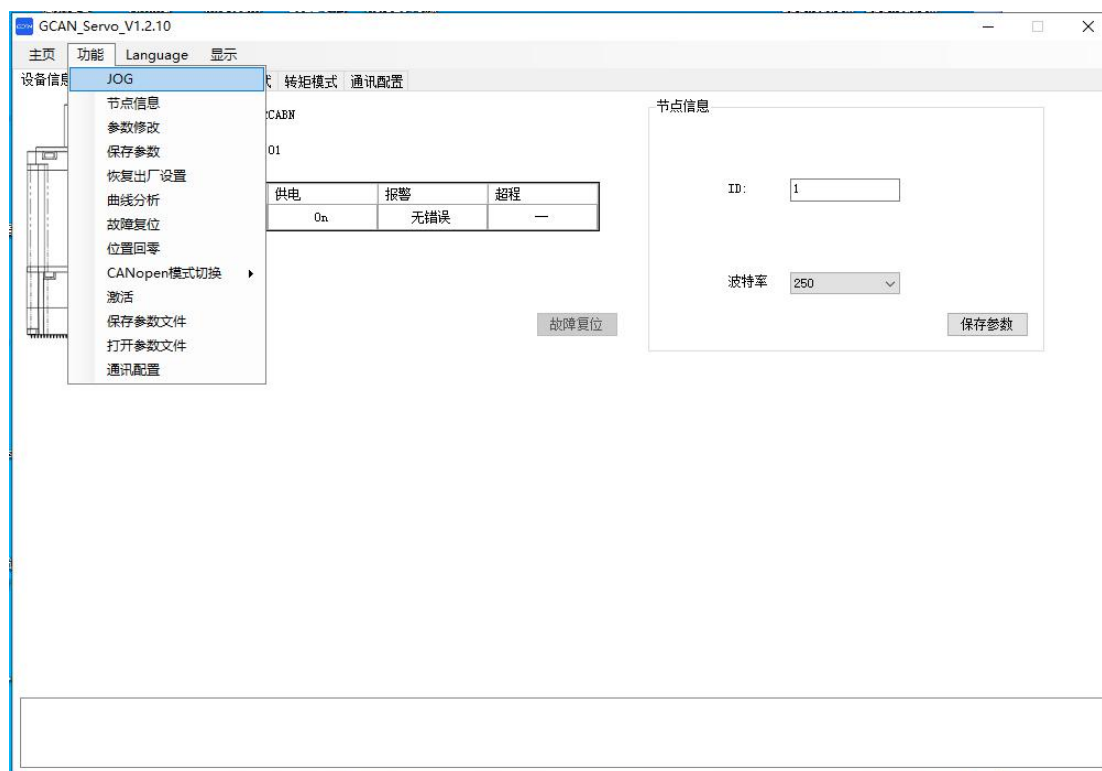 GCAN_Servo_V1.2.10
主页 功能 Language 显示
设备信息 转矩模式 通讯配置
JOG
节点信息
参数修改
保存参数
恢复出厂设置
曲线分析
故障复位
位置回零
CANopen模式切换
激活
保存参数文件
打开参数文件
通讯配置
CABN
01
供电 报警 超程
On 无错误 —
故障复位
节点信息
ID: 1
波特率 250
保存参数